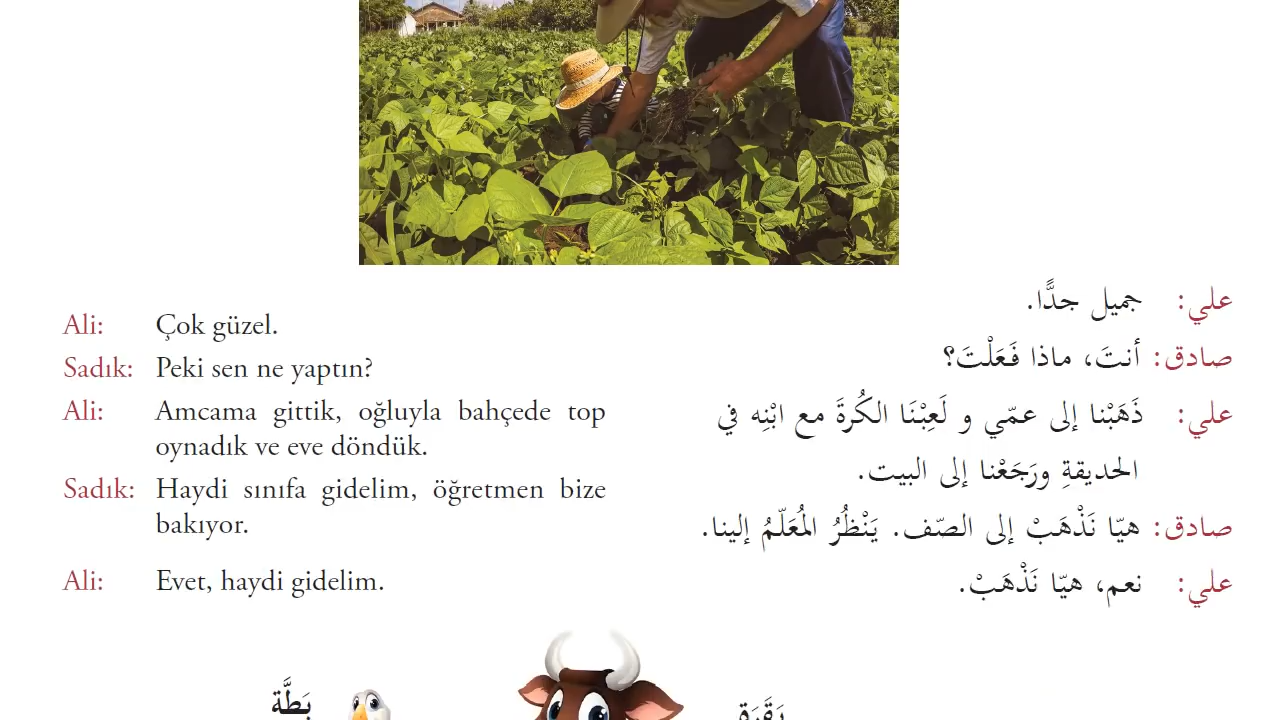 Ali: Çok güzel.
Sadık: Peki sen ne yaptın?
Ali: Amcama gittik, oğluyla bahçede top
oynadık ve eve döndük.
Sadık: Haydi sınıfa gidelim, öğretmen bize
bakıyor.
Ali: Evet, haydi gidelim.
علي: جميل جدًّا.
صادق: أنتَ، ماذا فَعَلْتَ؟
علي: ذَهَبْنا إلى عمّي و لَعِبْنَا الكُرةَ مع ابْنِه في
الحديقةِ ورَجَعْنا إلى البيت.
صادق: هيّا نَذْهَبْ إلى الصّف. يَنْظُرُ المُعَلّمُ إلينا.
علي: نعم، هيّا نَذْهَبْ.
بَطَّة
بَقَرَة